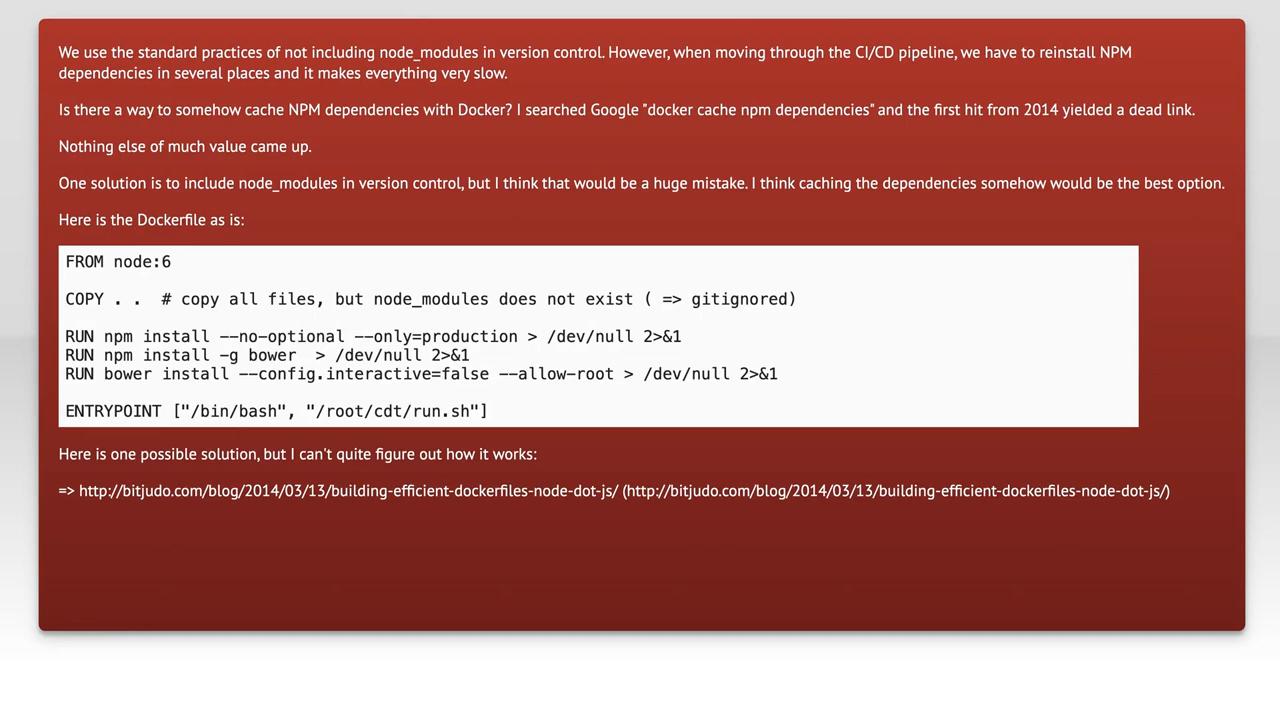 We use the standard practices of not including node_modules in version control. However, when moving through the CI/CD pipeline, we have to reinstall NPM
dependencies in several places and it makes everything very slow.
Is there a way to somehow cache NPM dependencies with Docker? I searched Google "docker cache npm dependencies" and the first hit from 2014 yielded a dead link.
Nothing else of much value came up.
One solution is to include node_modules in version control, but I think that would be a huge mistake. I think caching the dependencies somehow would be the best option.
Here is the Dockerfile as is:
FROM node:6
COPY . .  # copy all files, but node_modules does not exist ( => gitignored)
RUN npm install --no-optional --only=production > /dev/null 2>&1
RUN npm install -g bower  > /dev/null 2>&1
RUN bower install --config.interactive=false --allow-root > /dev/null 2>&1
ENTRYPOINT ["/bin/bash", "/root/cdt/run.sh"]
Here is one possible solution, but I can't quite figure out how it works:
=> http://bitjudo.com/blog/2014/03/13/building-efficient-dockerfiles-node-dot-js/ (http://bitjudo.com/blog/2014/03/13/building-efficient-dockerfiles-node-dot-js/)